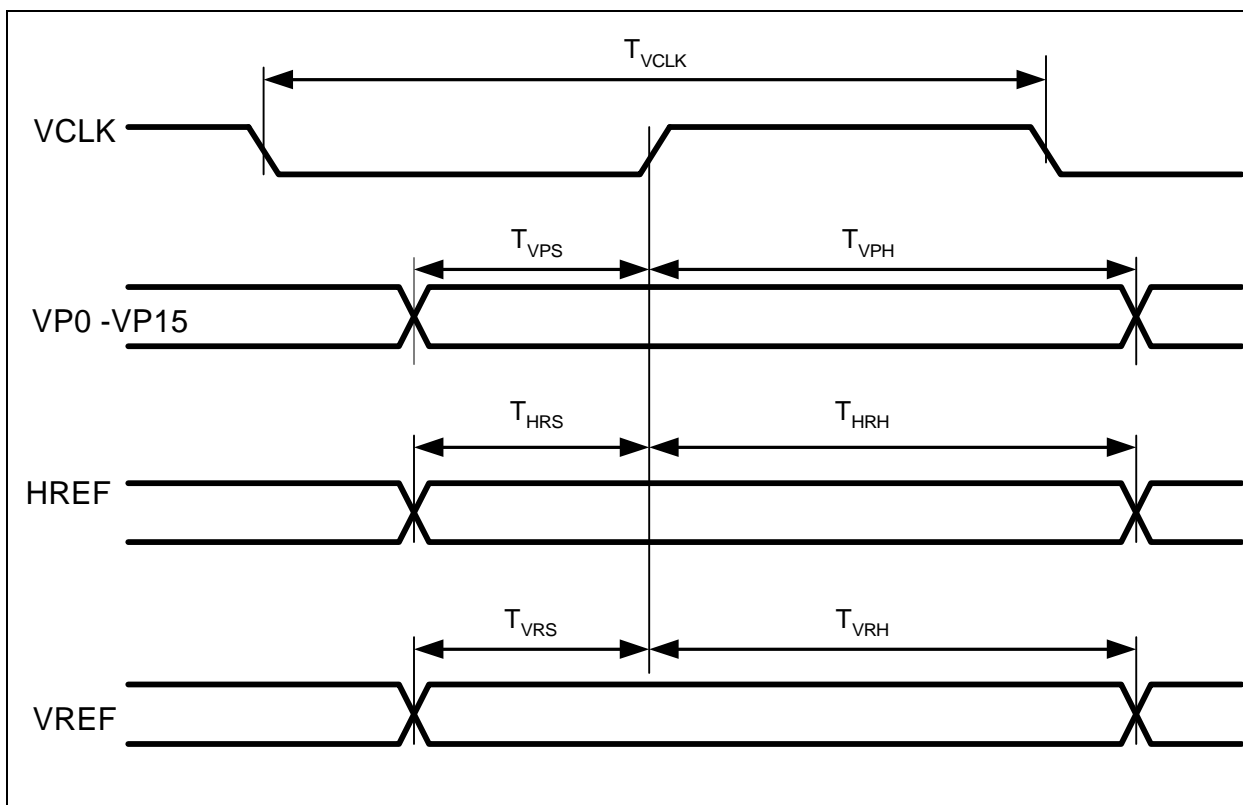 T_VCLK
VCLK
T_VPS T_VPH
VP0 -VP15
T_HRS T_HRH
HREF
T_VRS T_VRH
VREF